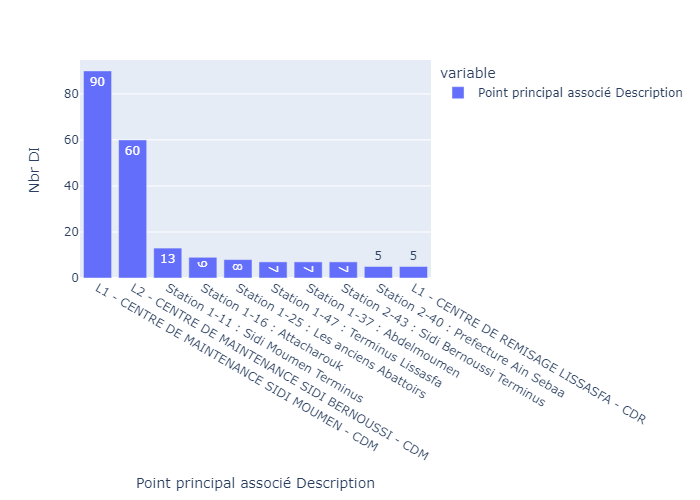 variable
Point principal associé Description
Nbr DI
80
60
40
20
0
90
60
13
9
8
7
7
7
5
5
L1 - CENTRE DE MAINTENANCE SIDI MOUMEN - CDM
L2 - CENTRE DE MAINTENANCE SIDI BERNOUSSI - CDM
Station 1-11 : Sidi Moumen Terminus
Station 1-16 : Attacharouk
Station 1-25 : Les anciens Abattoirs
Station 1-47 : Terminus Lissasfa
Station 1-37 : Abdelmoumen
Station 2-43 : Sidi Bernoussi Terminus
Station 2-40 : Prefecture Ain Sebaa
L1 - CENTRE DE REMISAGE LISSASFA - CDR
Point principal associé Description